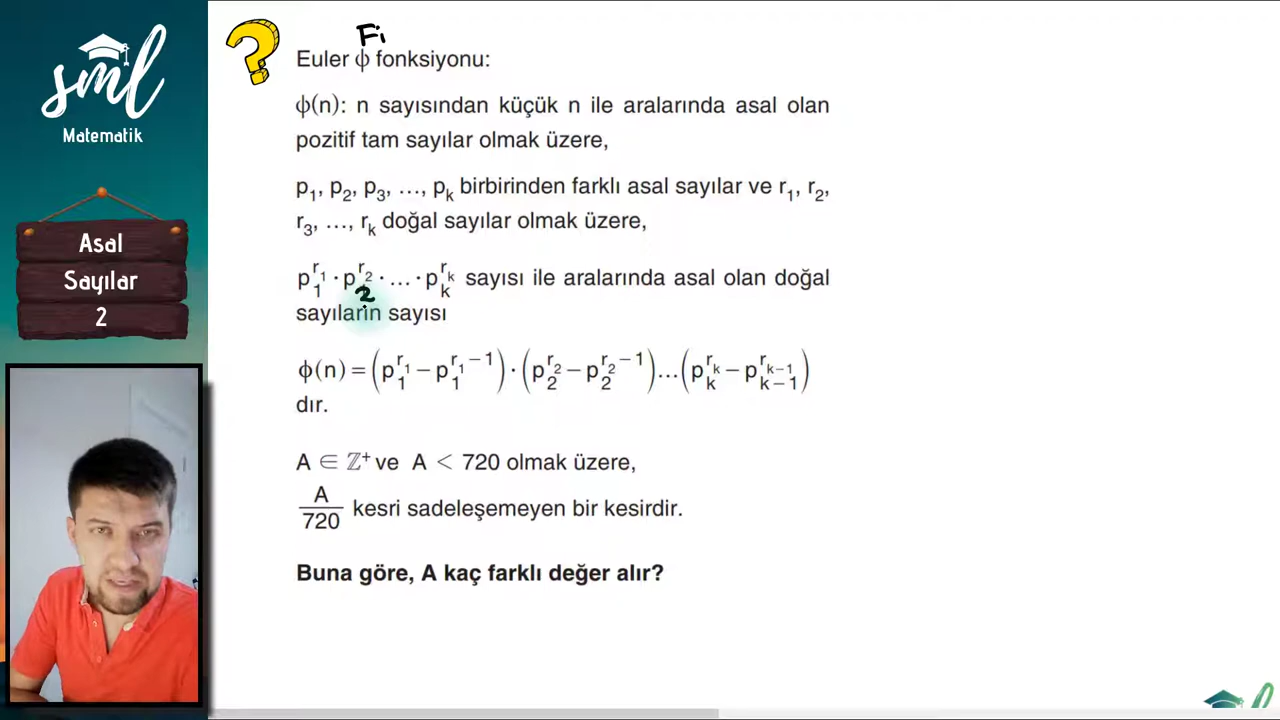 sml
Matematik
Asal
Sayılar
2
?
Fi
Euler ϕ fonksiyonu:
ϕ(n): n sayısından küçük n ile aralarında asal olan
pozitif tam sayılar olmak üzere,
p₁, p₂, p₃, ..., pₖ birbirinden farklı asal sayılar ve r₁, r₂,
r₃, ..., rₖ doğal sayılar olmak üzere,
p₁^r₁ · p₂^r₂ · ... · pₖ^rₖ sayısı ile aralarında asal olan doğal
sayıların sayısı
ϕ(n) = (p₁^r₁ − p₁^(r₁−1)) · (p₂^r₂ − p₂^(r₂−1)) ... (pₖ^rₖ − pₖ₋₁^rₖ₋₁)
dır.
A ∈ ℤ⁺ ve A < 720 olmak üzere,
A/720 kesri sadeleşemeyen bir kesirdir.
Buna göre, A kaç farklı değer alır?